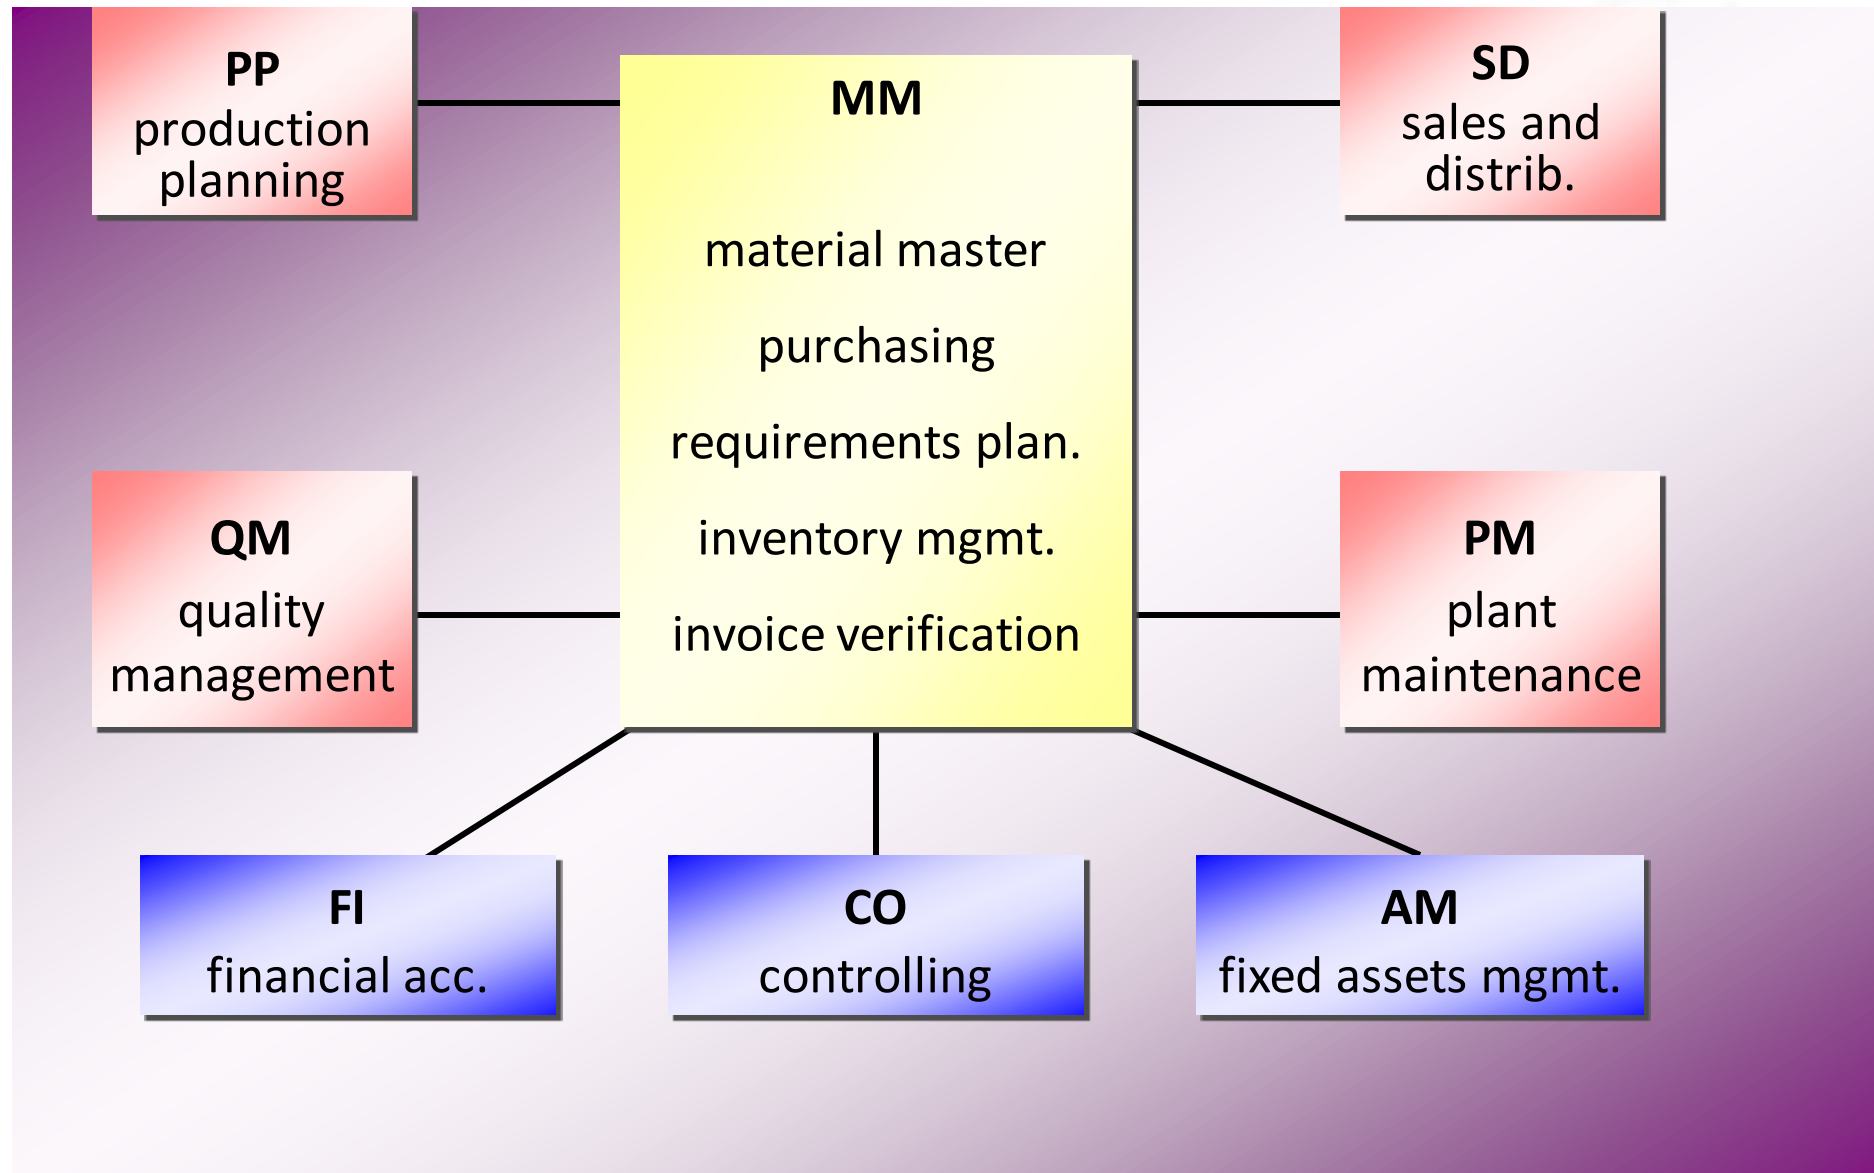 PP
production
planning
MM
material master
purchasing
requirements plan.
inventory mgmt.
invoice verification
SD
sales and
distrib.
QM
quality
management
PM
plant
maintenance
FI
financial acc.
CO
controlling
AM
fixed assets mgmt.